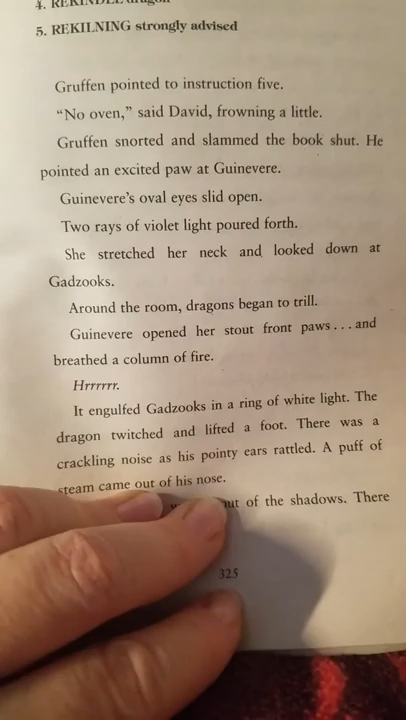 4. REKINDLE dragon
5. REKILNING strongly advised
Gruffen pointed to instruction five.
“No oven,” said David, frowning a little.
Gruffen snorted and slammed the book shut. He
pointed an excited paw at Guinevere.
Guinevere’s oval eyes slid open.
Two rays of violet light poured forth.
She stretched her neck and looked down at
Gadzooks.
Around the room, dragons began to trill.
Guinevere opened her stout front paws . . . and
breathed a column of fire.
Hrrrrrr.
It engulfed Gadzooks in a ring of white light. The
dragon twitched and lifted a foot. There was a
crackling noise as his pointy ears rattled. A puff of
steam came out of his nose.
out of the shadows. There
325